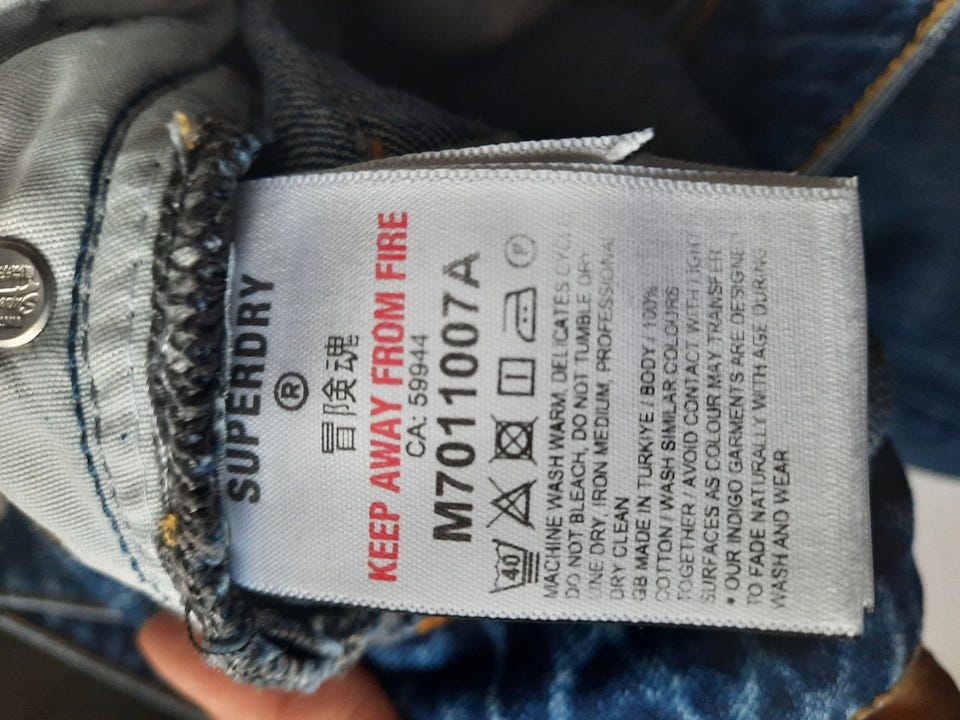 SUPERDRY
®
冒険魂
KEEP AWAY FROM FIRE
CA: 59944
M7011007A
40 P
MACHINE WASH WARM, DELICATES
DO NOT BLEACH, DO NOT TUMBLE DRY
LINE DRY, IRON MEDIUM, PROFESSIONAL
DRY CLEAN
GB MADE IN TURKIYE / BODY / 100%
COTTON / WASH SIMILAR COLOURS
TOGETHER / AVOID CONTACT WITH LIGHT
SURFACES AS COLOUR MAY TRANSFER
• OUR INDIGO GARMENTS ARE DESIGNE
TO FADE NATURALLY WITH AGE DURING
WASH AND WEAR